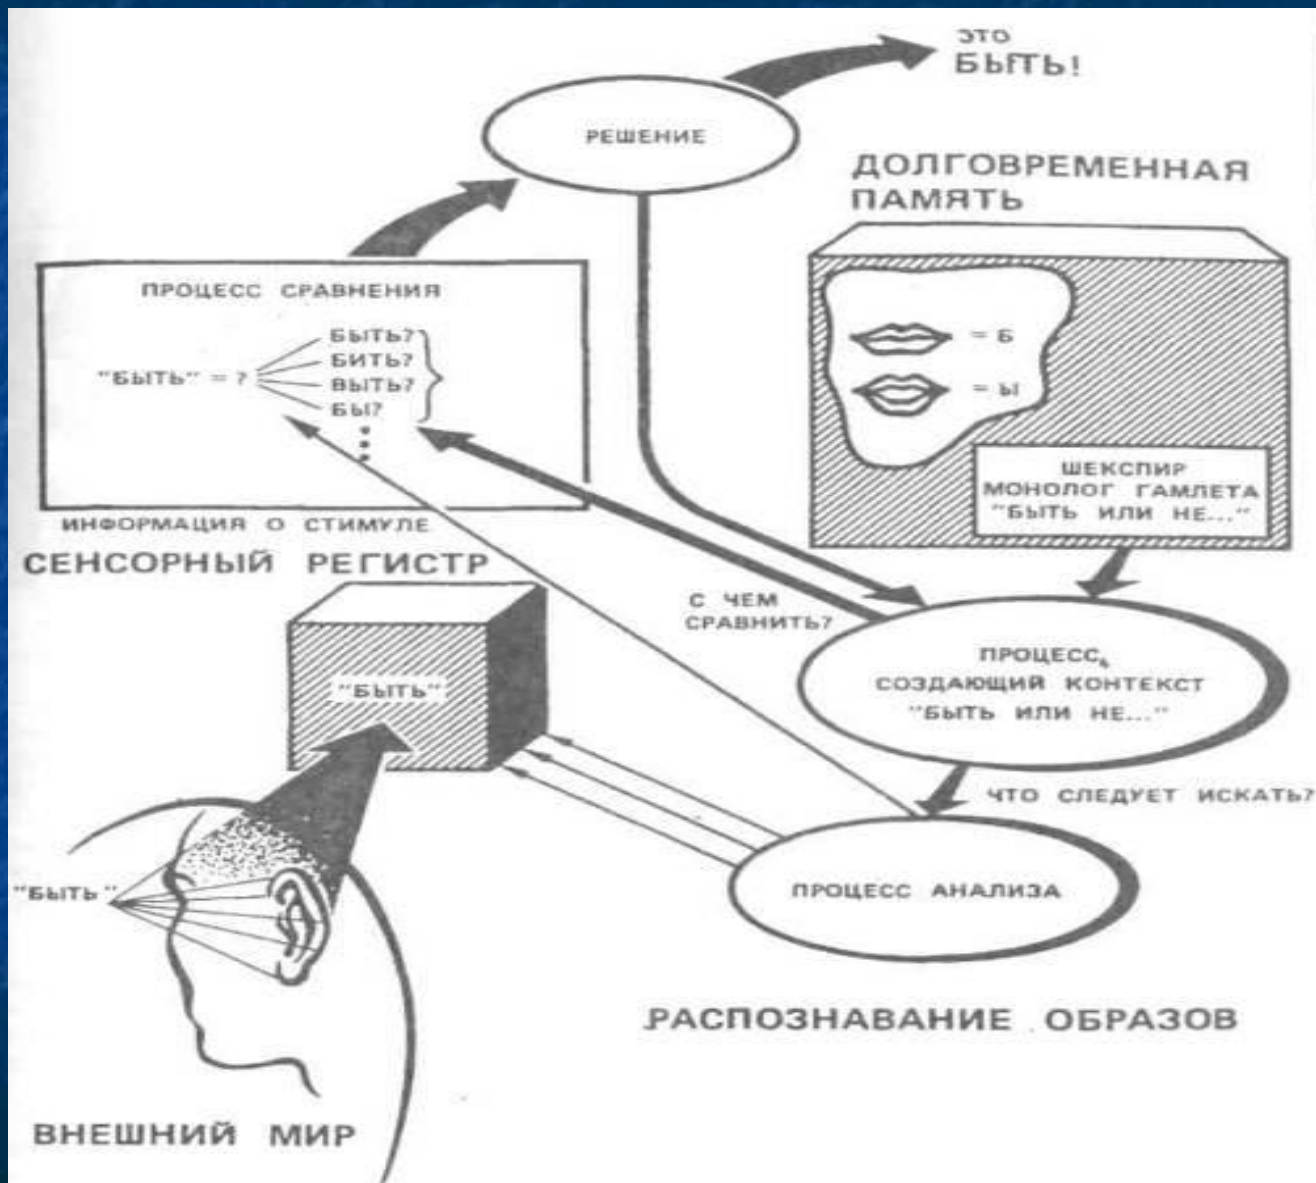 ЭТО
БЫТЬ!
РЕШЕНИЕ
ДОЛГОВРЕМЕННАЯ
ПАМЯТЬ
ПРОЦЕСС СРАВНЕНИЯ
"БЫТЬ" = ?
БЫТЬ?
БИТЬ?
ВЫТЬ?
БЫ?
= Б
= Ы
ШЕКСПИР
МОНОЛОГ ГАМЛЕТА
"БЫТЬ ИЛИ НЕ..."
ИНФОРМАЦИЯ О СТИМУЛЕ
СЕНСОРНЫЙ РЕГИСТР
"БЫТЬ"
С ЧЕМ
СРАВНИТЬ?
ПРОЦЕСС,
СОЗДАЮЩИЙ КОНТЕКСТ
"БЫТЬ ИЛИ НЕ..."
ЧТО СЛЕДУЕТ ИСКАТЬ?
ПРОЦЕСС АНАЛИЗА
"БЫТЬ"
РАСПОЗНАВАНИЕ ОБРАЗОВ
ВНЕШНИЙ МИР